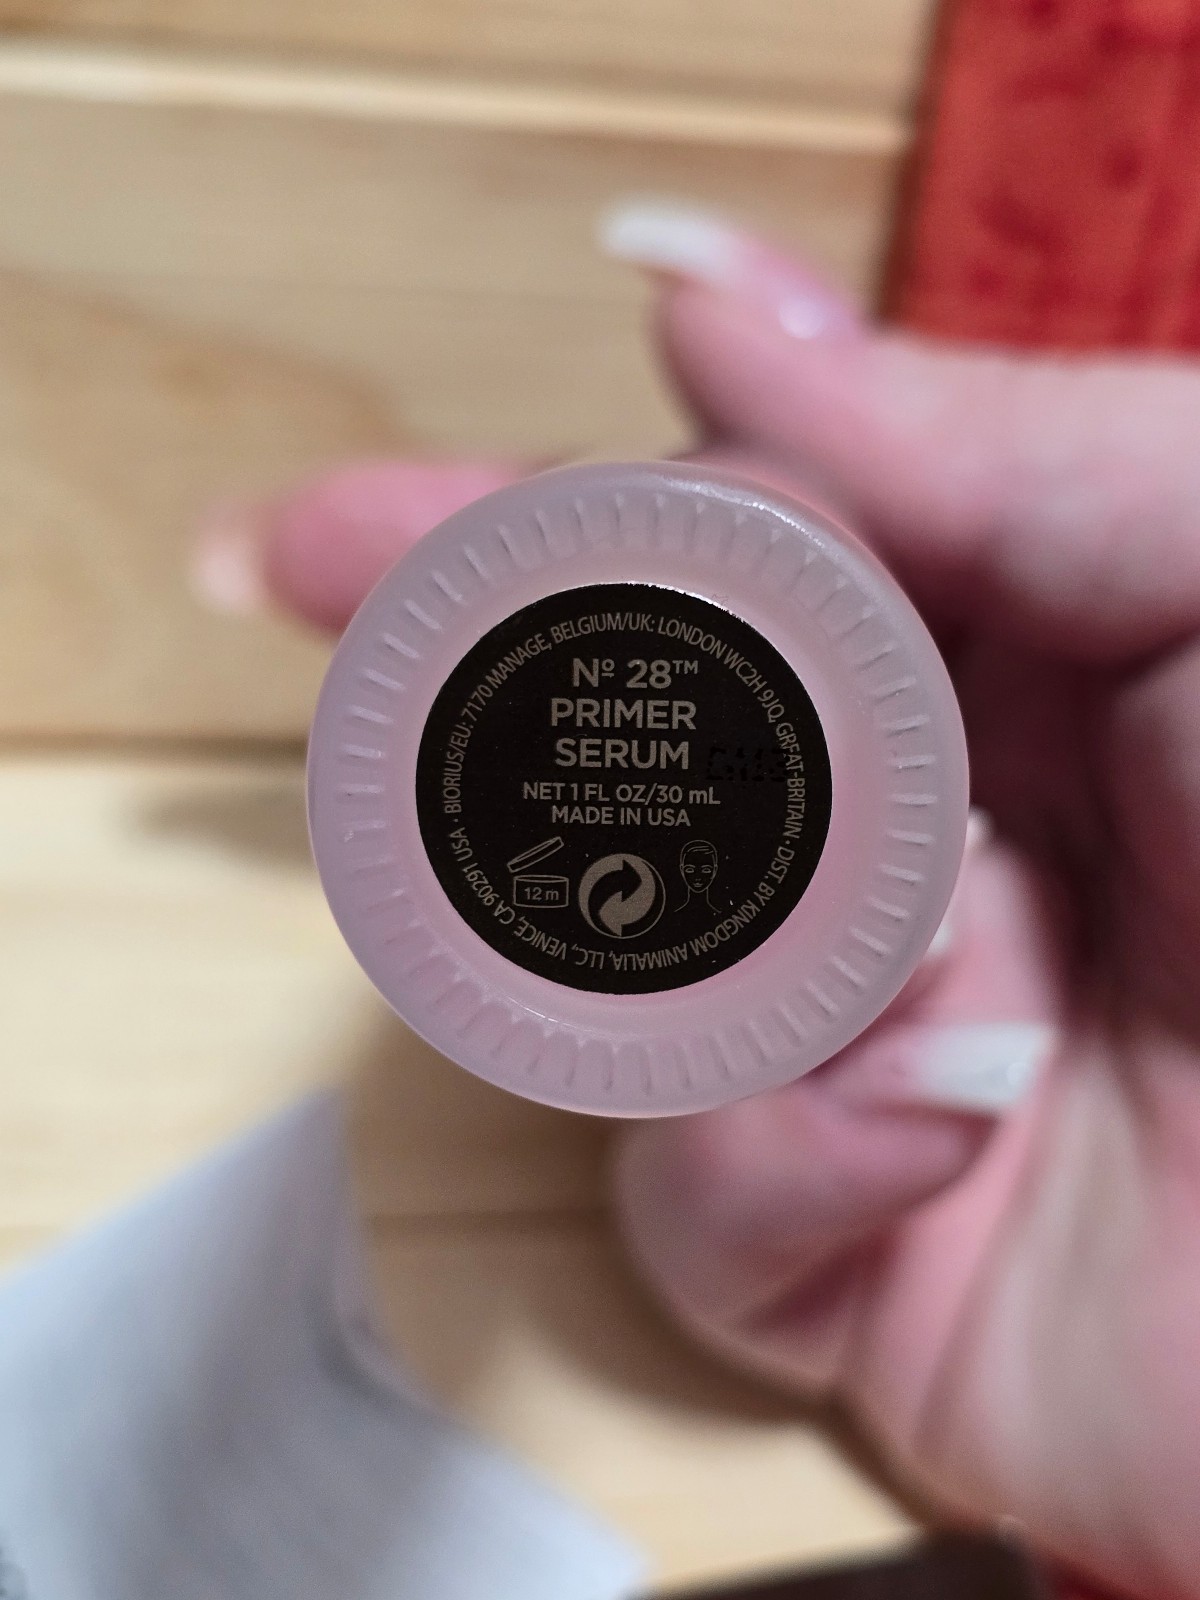 Nº 28™
PRIMER
SERUM
NET 1 FL OZ/30 mL
MADE IN USA
12 m
DIST. BY KINGDOM ANIMALIA, LLC., VENICE, CA 90291 USA · BIORIUS/EU: 7170 MANAGE, BELGIUM/UK: LONDON WC2H 9JQ, GREAT-BRITAIN ·